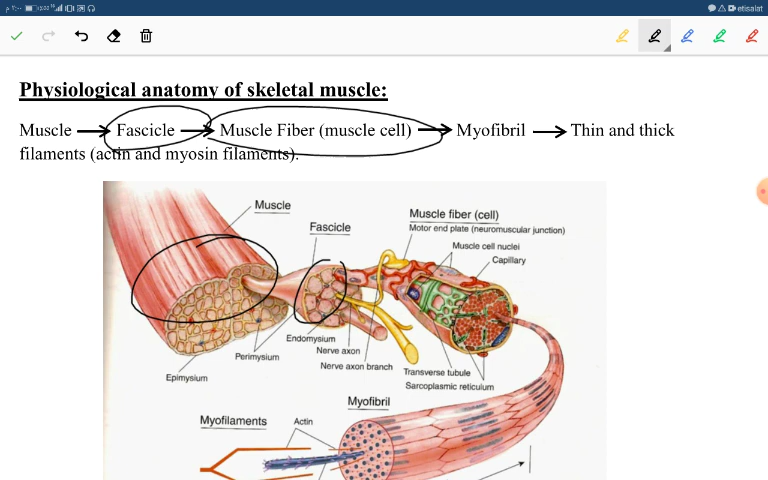 etisalat
Physiological anatomy of skeletal muscle:
Muscle → Fascicle → Muscle Fiber (muscle cell) → Myofibril → Thin and thick
filaments (actin and myosin filaments).
Muscle
Fascicle
Muscle fiber (cell)
Motor end plate (neuromuscular junction)
Muscle cell nuclei
Capillary
Endomysium
Nerve axon
Perimysium
Nerve axon branch
Transverse tubule
Epimysium
Sarcoplasmic reticulum
Myofibril
Myofilaments
Actin